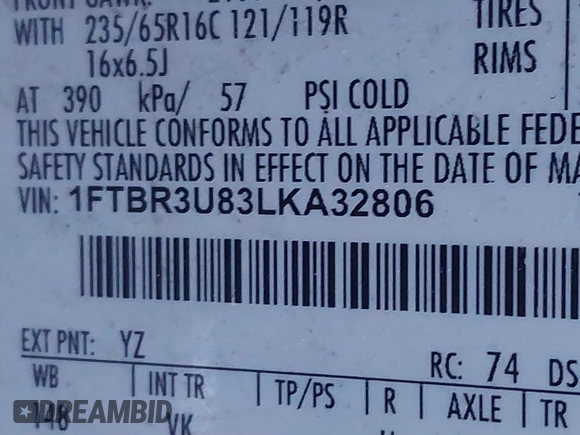 WITH 235/65R16C 121/119R TIRES
16x6.5J RIMS
AT 390 kPa/ 57 PSI COLD
THIS VEHICLE CONFORMS TO ALL APPLICABLE FEDE
SAFETY STANDARDS IN EFFECT ON THE DATE OF MA
VIN: 1FTBR3U83LKA32806
EXT PNT: YZ RC: 74 DS
WB INT TR TP/PS R AXLE TR
148 VK
DREAMBID